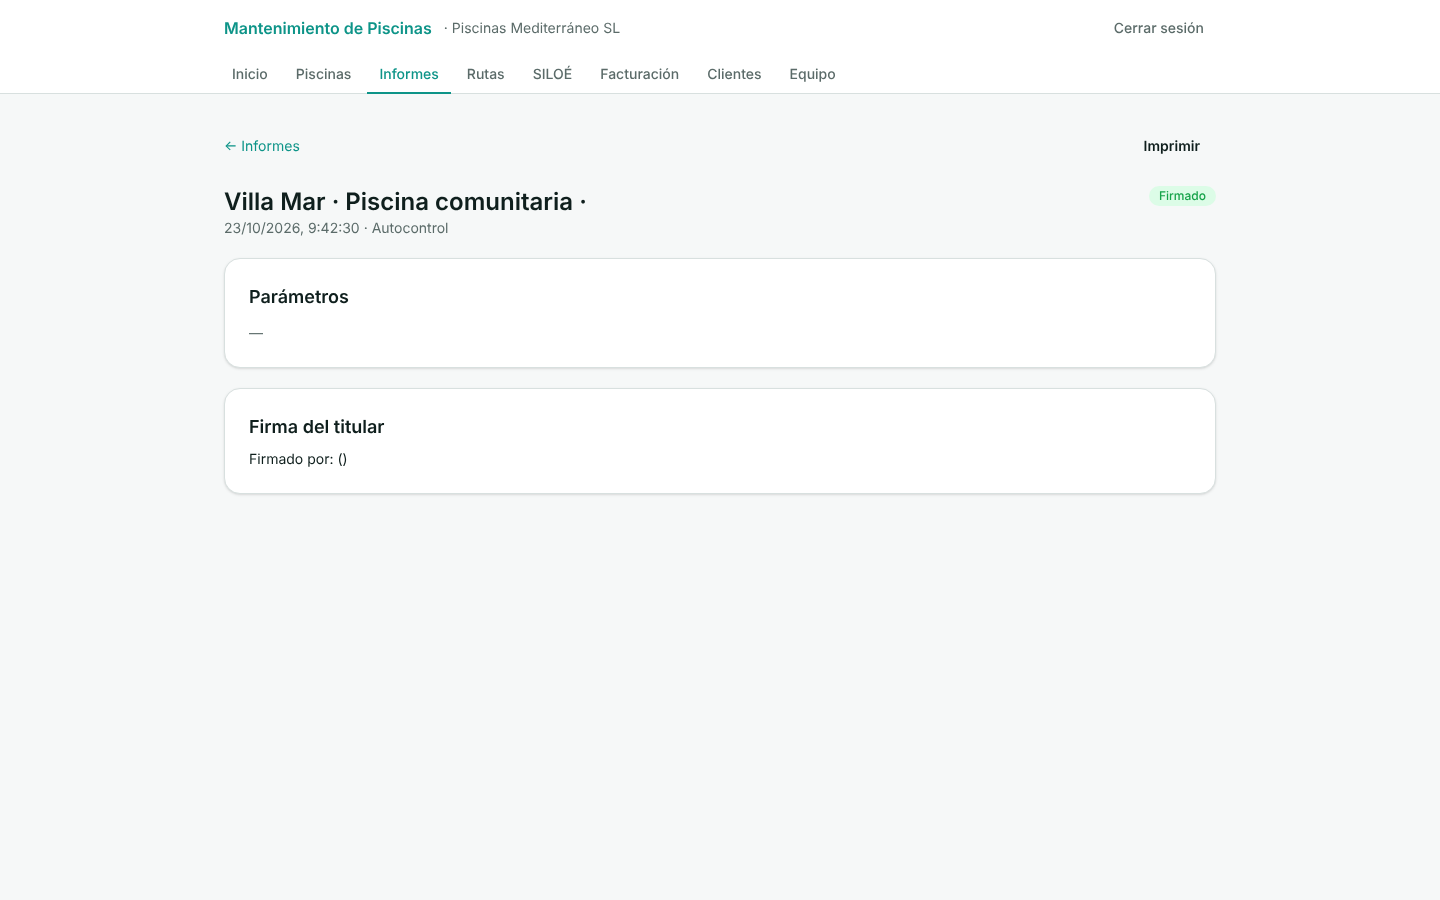 Mantenimiento de Piscinas · Piscinas Mediterráneo SL Cerrar sesión
Inicio Piscinas Informes Rutas SILOÉ Facturación Clientes Equipo
← Informes Imprimir
Villa Mar · Piscina comunitaria · Firmado
23/10/2026, 9:42:30 · Autocontrol
Parámetros
—
Firma del titular
Firmado por: ()